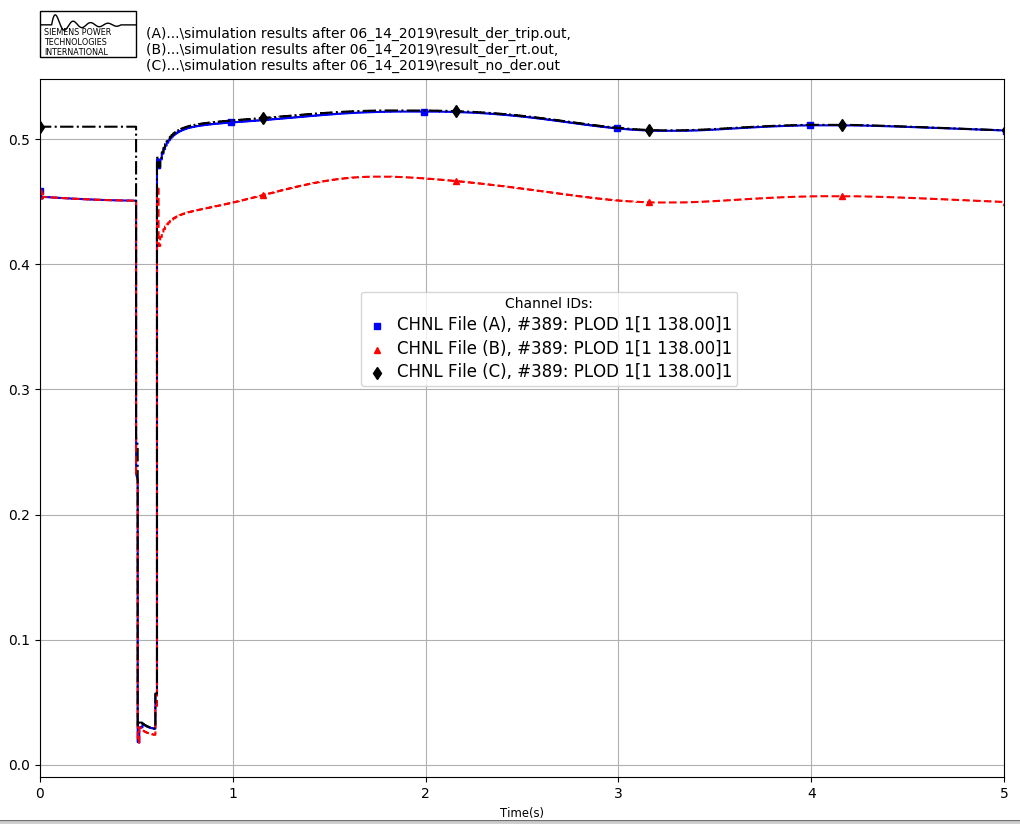 SIEMENS POWER
TECHNOLOGIES
INTERNATIONAL
(A)...\simulation results after 06_14_2019\result_der_trip.out,
(B)...\simulation results after 06_14_2019\result_der_rt.out,
(C)...\simulation results after 06_14_2019\result_no_der.out
0.5
0.4
0.3
0.2
0.1
0.0
Channel IDs:
CHNL File (A), #389: PLOD 1[1 138.00]1
CHNL File (B), #389: PLOD 1[1 138.00]1
CHNL File (C), #389: PLOD 1[1 138.00]1
0 1 2 3 4 5
Time(s)